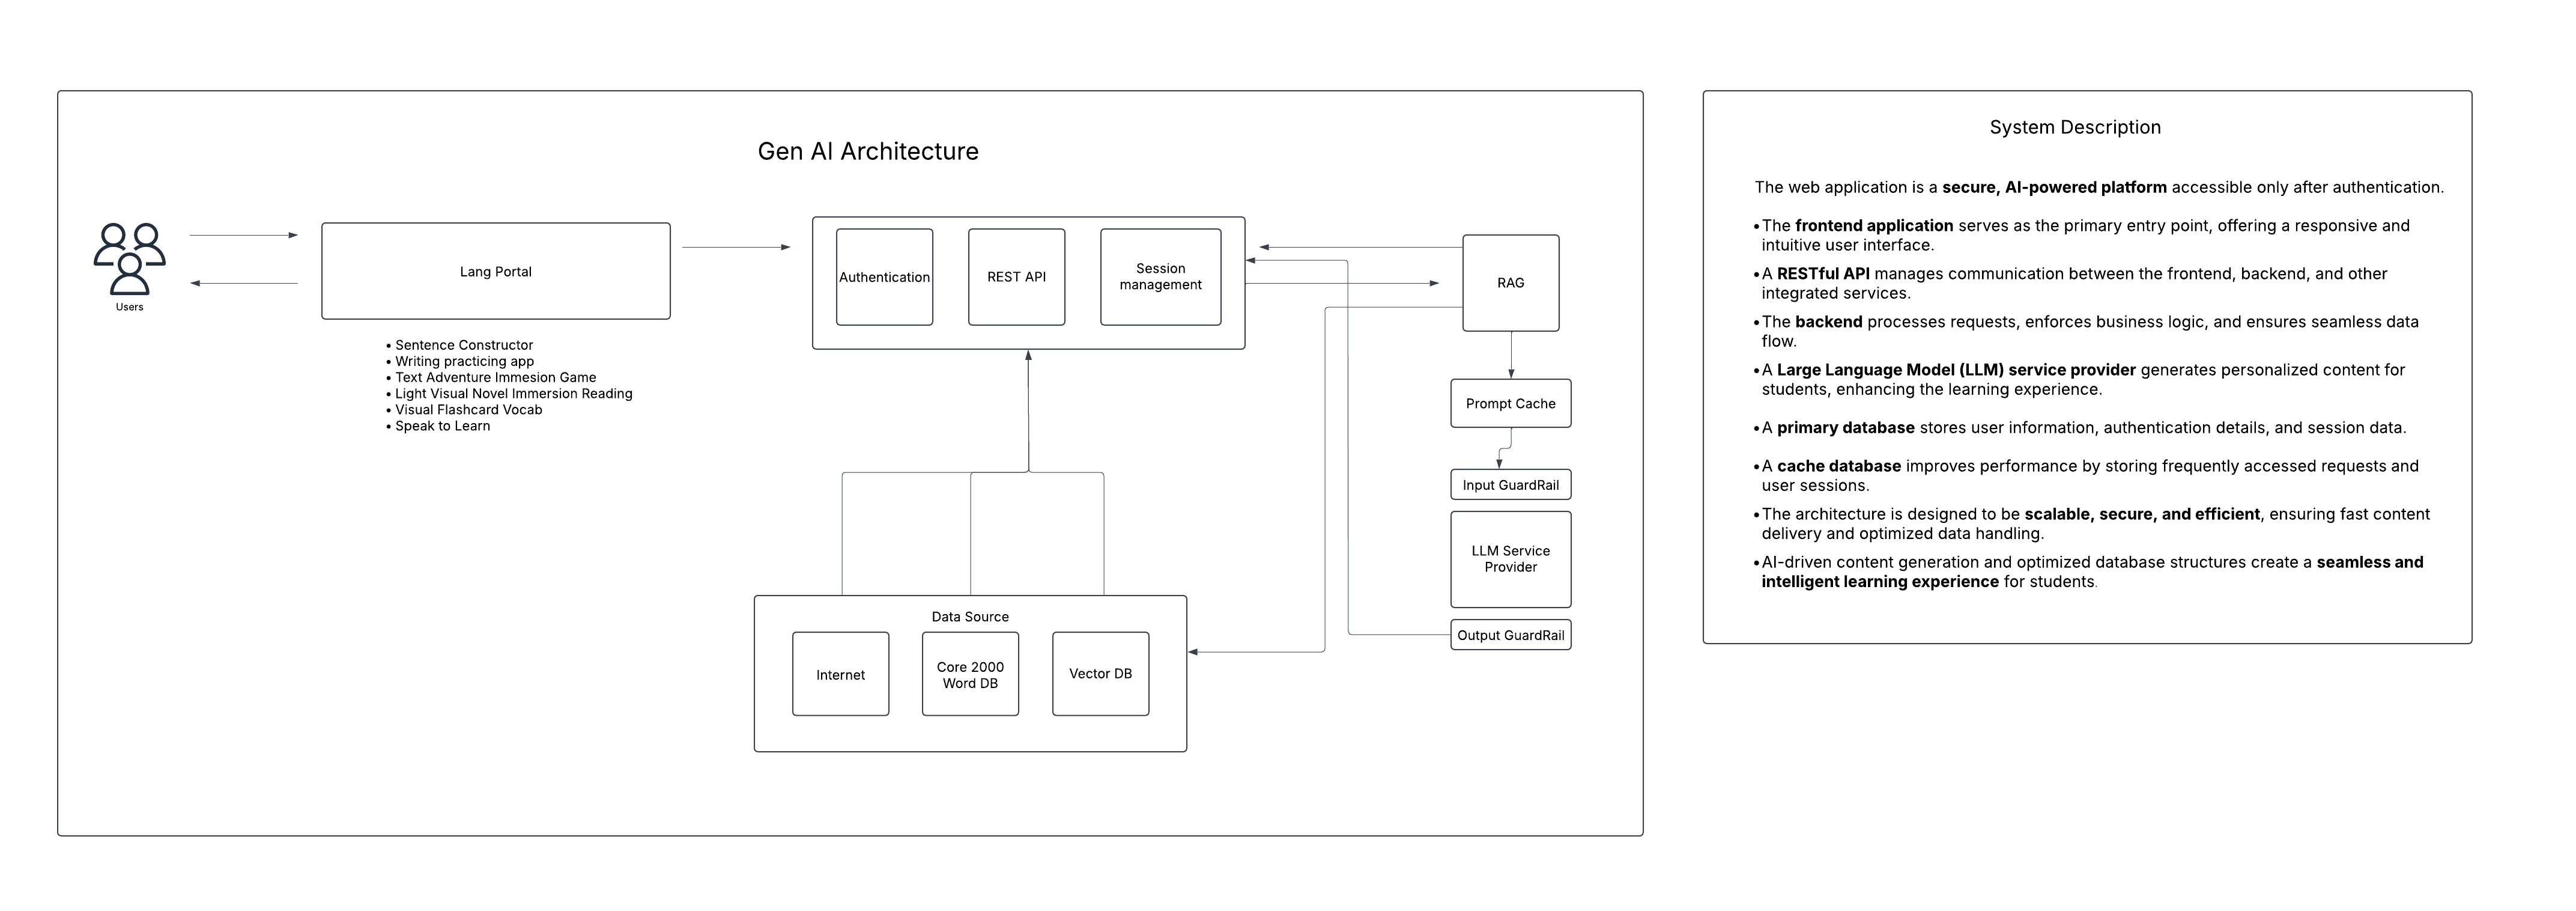 Gen AI Architecture
Users
Lang Portal
• Sentence Constructor
• Writing practicing app
• Text Adventure Immesion Game
• Light Visual Novel Immersion Reading
• Visual Flashcard Vocab
• Speak to Learn
Authentication
REST API
Session
management
RAG
Prompt Cache
Input GuardRail
LLM Service
Provider
Output GuardRail
Data Source
Internet
Core 2000
Word DB
Vector DB
System Description
The web application is a secure, AI-powered platform accessible only after authentication.
• The frontend application serves as the primary entry point, offering a responsive and
intuitive user interface.
• A RESTful API manages communication between the frontend, backend, and other
integrated services.
• The backend processes requests, enforces business logic, and ensures seamless data
flow.
• A Large Language Model (LLM) service provider generates personalized content for
students, enhancing the learning experience.
• A primary database stores user information, authentication details, and session data.
• A cache database improves performance by storing frequently accessed requests and
user sessions.
• The architecture is designed to be scalable, secure, and efficient, ensuring fast content
delivery and optimized data handling.
• AI-driven content generation and optimized database structures create a seamless and
intelligent learning experience for students.